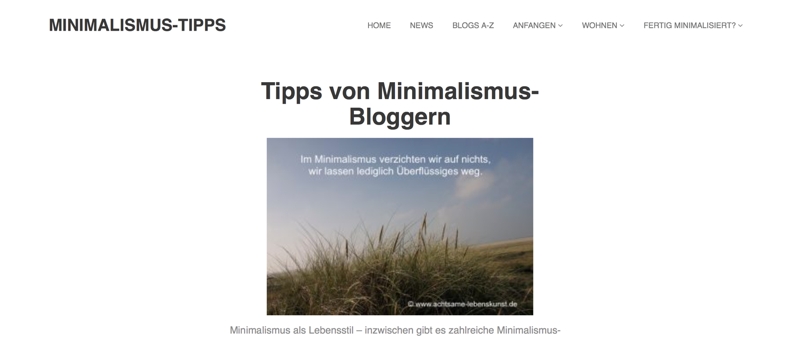 MINIMALISMUS-TIPPS
HOME NEWS BLOGS A-Z ANFANGEN WOHNEN FERTIG MINIMALISIERT?
Tipps von Minimalismus-
Bloggern
Im Minimalismus verzichten wir auf nichts,
wir lassen lediglich Überflüssiges weg.
© www.achtsame-lebenskunst.de
Minimalismus als Lebensstil – inzwischen gibt es zahlreiche Minimalismus-